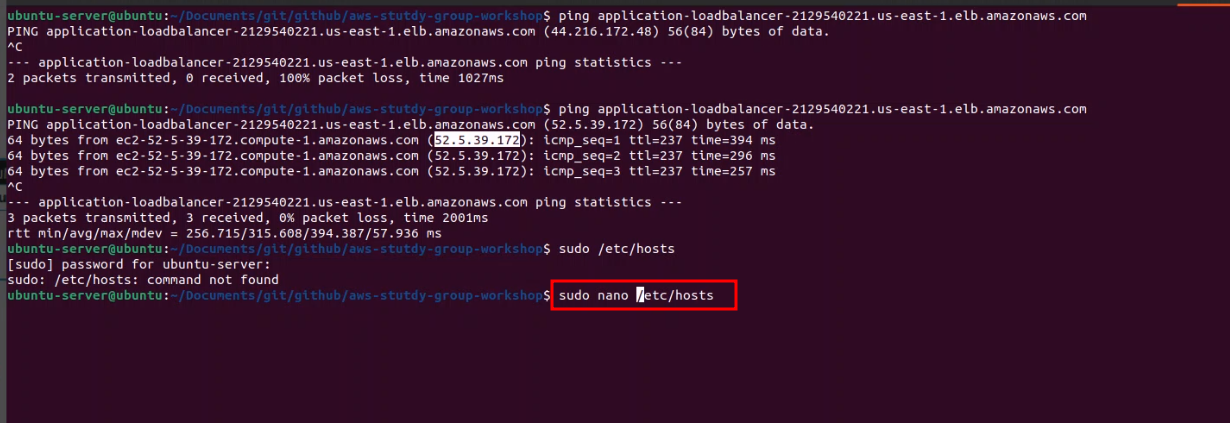 ubuntu-server@ubuntu:~/Documents/git/github/aws-stutdy-group-workshop$ ping application-loadbalancer-2129540221.us-east-1.elb.amazonaws.com
PING application-loadbalancer-2129540221.us-east-1.elb.amazonaws.com (44.216.172.48) 56(84) bytes of data.
^C
--- application-loadbalancer-2129540221.us-east-1.elb.amazonaws.com ping statistics ---
2 packets transmitted, 0 received, 100% packet loss, time 1027ms
ubuntu-server@ubuntu:~/Documents/git/github/aws-stutdy-group-workshop$ ping application-loadbalancer-2129540221.us-east-1.elb.amazonaws.com
PING application-loadbalancer-2129540221.us-east-1.elb.amazonaws.com (52.5.39.172) 56(84) bytes of data.
64 bytes from ec2-52-5-39-172.compute-1.amazonaws.com (52.5.39.172): icmp_seq=1 ttl=237 time=394 ms
64 bytes from ec2-52-5-39-172.compute-1.amazonaws.com (52.5.39.172): icmp_seq=2 ttl=237 time=296 ms
64 bytes from ec2-52-5-39-172.compute-1.amazonaws.com (52.5.39.172): icmp_seq=3 ttl=237 time=257 ms
^C
--- application-loadbalancer-2129540221.us-east-1.elb.amazonaws.com ping statistics ---
3 packets transmitted, 3 received, 0% packet loss, time 2001ms
rtt min/avg/max/mdev = 256.715/315.608/394.387/57.936 ms
ubuntu-server@ubuntu:~/Documents/git/github/aws-stutdy-group-workshop$ sudo /etc/hosts
[sudo] password for ubuntu-server:
sudo: /etc/hosts: command not found
ubuntu-server@ubuntu:~/Documents/git/github/aws-stutdy-group-workshop$ sudo nano /etc/hosts